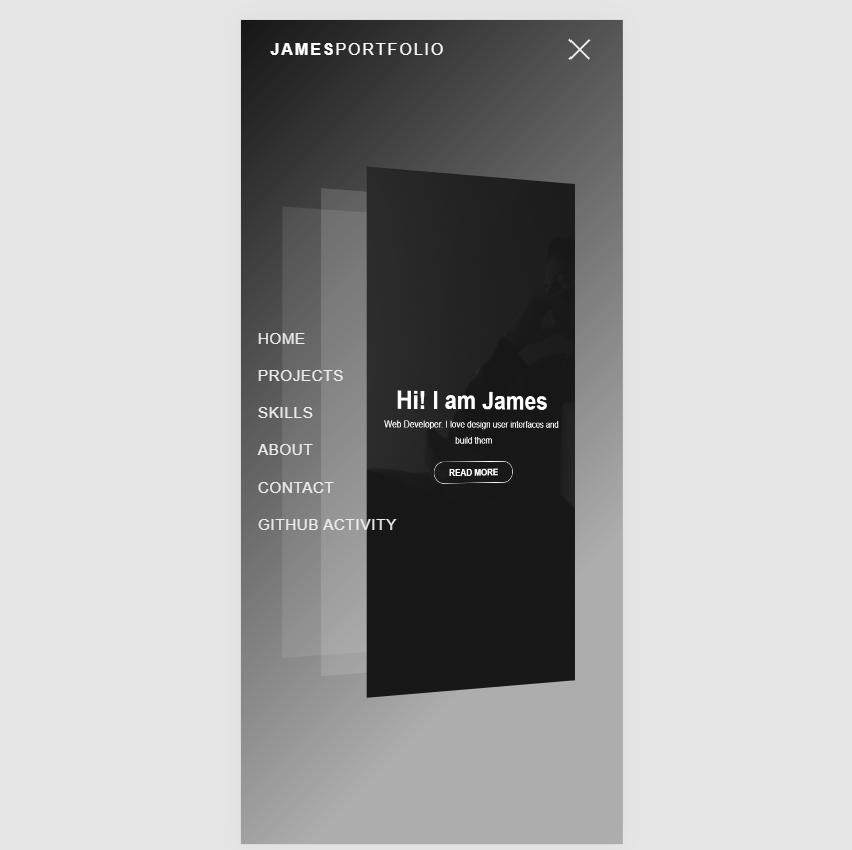 JAMESPORTFOLIO
HOME
PROJECTS
SKILLS
ABOUT
CONTACT
GITHUB ACTIVITY
Hi! I am James
Web Developer. I love design user interfaces and
build them
READ MORE